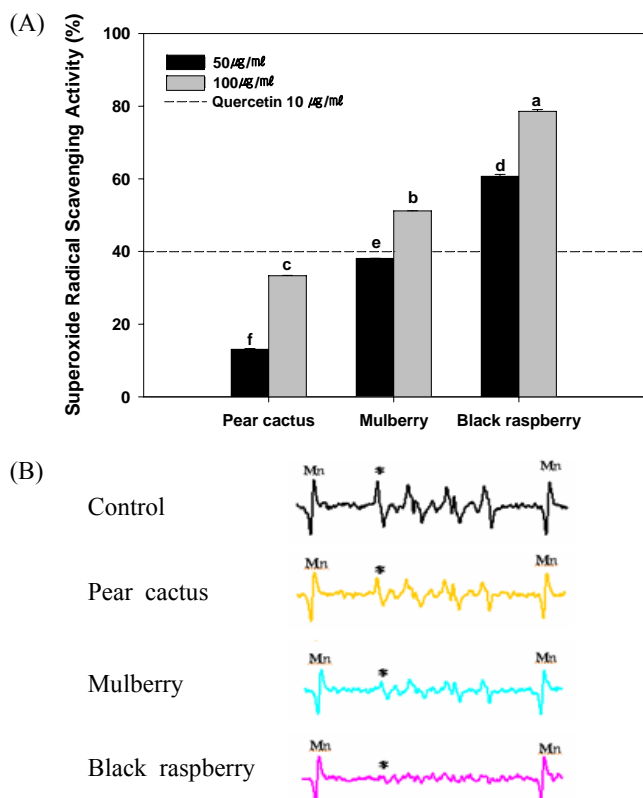 (A)
Superoxide Radical Scavenging Activity (%)
100
80
60
40
20
0
50㎍/㎖
100㎍/㎖
Quercetin 10 ㎍/㎖
f
c
e
b
d
a
Pear cactus
Mulberry
Black raspberry
(B)
Control
Mn
*
Mn
Pear cactus
Mn
*
Mn
Mulberry
Mn
*
Mn
Black raspberry
Mn
*
Mn